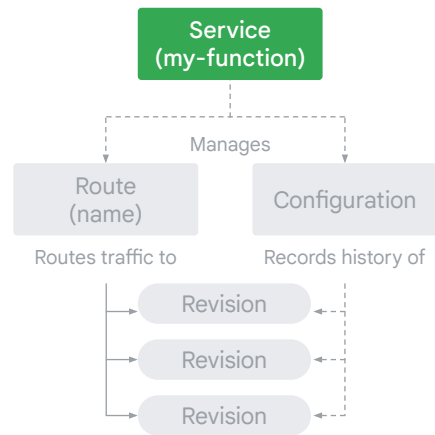 Service
(my-function)
Manages
Route
(name)
Configuration
Routes traffic to
Records history of
Revision
Revision
Revision